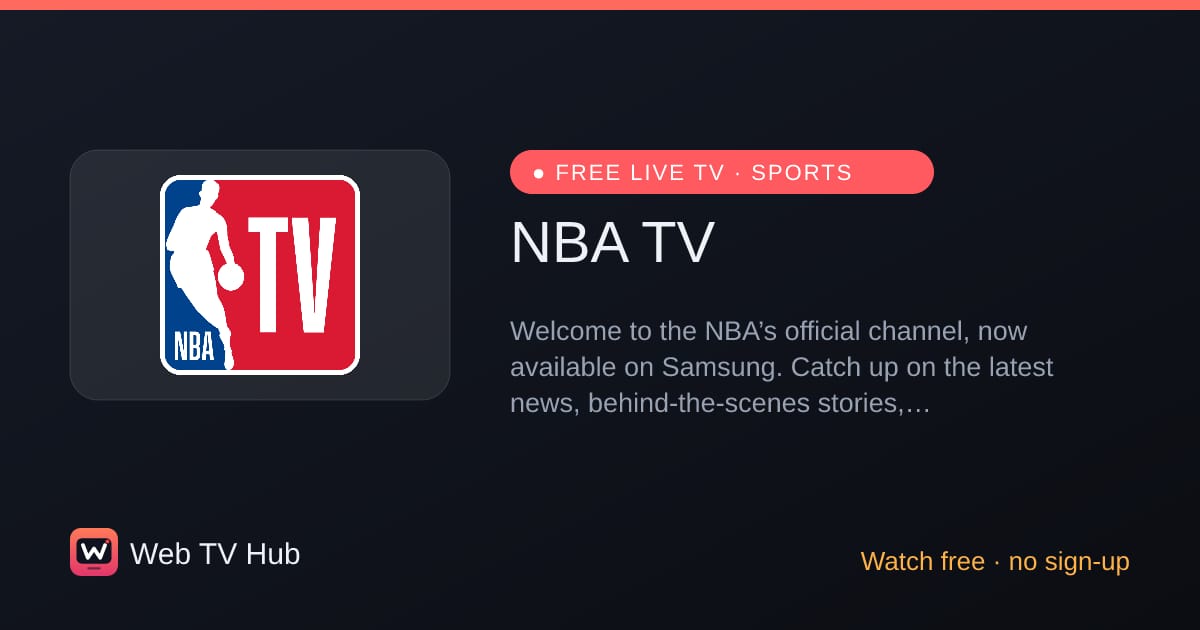 TV
NBA
● FREE LIVE TV · SPORTS
NBA TV
Welcome to the NBA’s official channel, now
available on Samsung. Catch up on the latest
news, behind-the-scenes stories,…
W
Web TV Hub
Watch free · no sign-up